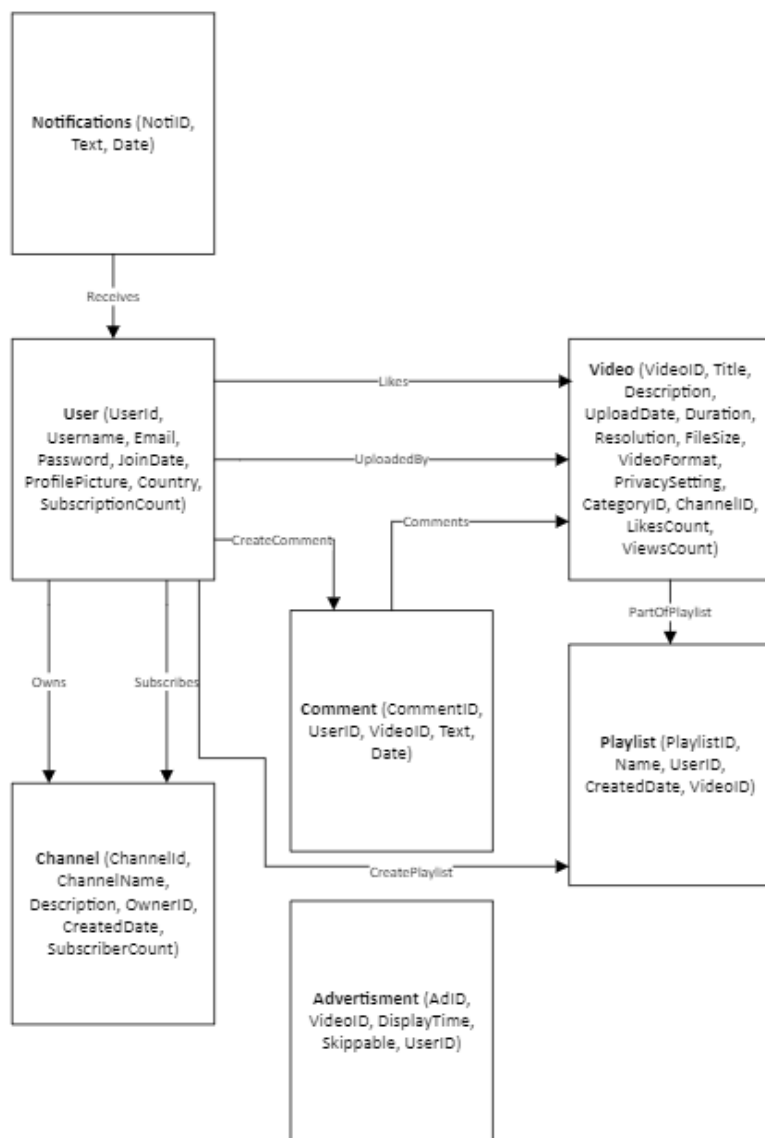 Notifications (NotiID,
Text, Date)
Receives
User (UserId,
Username, Email,
Password, JoinDate,
ProfilePicture, Country,
SubscriptionCount)
Likes
UploadedBy
Video (VideoID, Title,
Description,
UploadDate, Duration,
Resolution, FileSize,
VideoFormat,
PrivacySetting,
CategoryID, ChannelID,
LikesCount,
ViewsCount)
CreateComment
Comments
PartOfPlaylist
Owns
Subscribes
Comment (CommentID,
UserID, VideoID, Text,
Date)
Playlist (PlaylistID,
Name, UserID,
CreatedDate, VideoID)
Channel (ChannelId,
ChannelName,
Description, OwnerID,
CreatedDate,
SubscriberCount)
CreatePlaylist
Advertisment (AdID,
VideoID, DisplayTime,
Skippable, UserID)